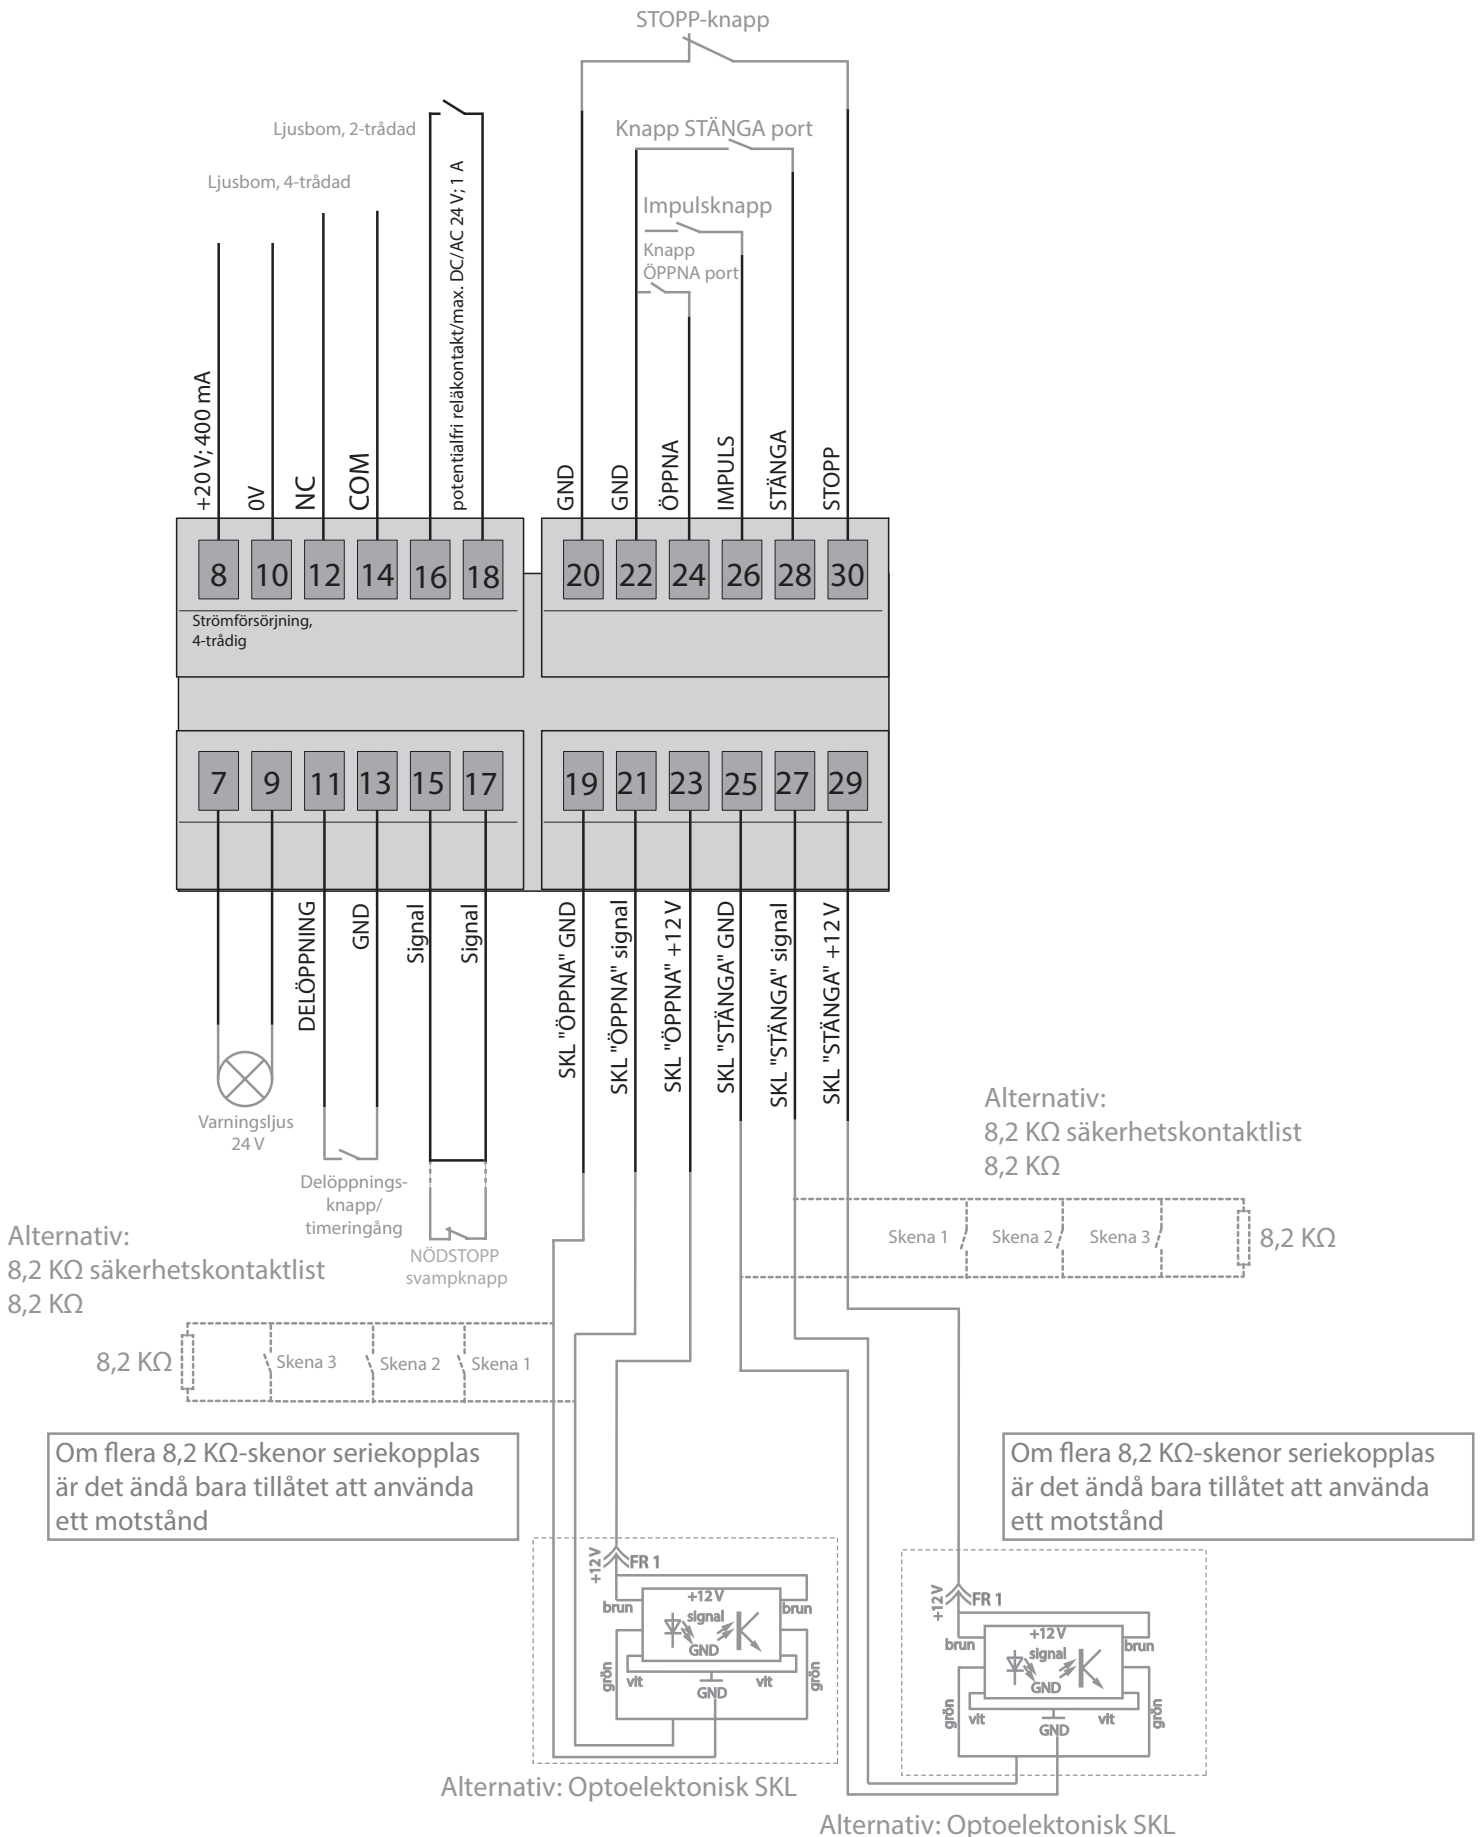 STOPP-knapp
Ljusbom, 2-trådad
Knapp STÄNGA port
Ljusbom, 4-trådad
Impulsknapp
Knapp
ÖPPNA port
+20 V; 400 mA
0V
NC
COM
potentialfri reläkontakt/max. DC/AC 24 V; 1 A
GND
GND
ÖPPNA
IMPULS
STÄNGA
STOPP
8
10
12
14
16
18
20
22
24
26
28
30
Strömförsörjning,
4-trådig
7
9
11
13
15
17
19
21
23
25
27
29
DELÖPPNING
GND
Signal
Signal
SKL "ÖPPNA" GND
SKL "ÖPPNA" signal
SKL "ÖPPNA" +12 V
SKL "STÄNGA" GND
SKL "STÄNGA" signal
SKL "STÄNGA" +12 V
Varningsljus
24 V
Delöppnings-
knapp/
timeringång
NÖDSTOPP
svampknapp
Alternativ:
8,2 KΩ säkerhetskontaktlist
8,2 KΩ
Skena 1
Skena 2
Skena 3
8,2 KΩ
Alternativ:
8,2 KΩ säkerhetskontaktlist
8,2 KΩ
8,2 KΩ
Skena 3
Skena 2
Skena 1
Om flera 8,2 KΩ-skenor seriekopplas
är det ändå bara tillåtet att använda
ett motstånd
Om flera 8,2 KΩ-skenor seriekopplas
är det ändå bara tillåtet att använda
ett motstånd
+12 V
FR 1
brun
+12 V
signal
GND
brun
grön
vit
GND
vit
grön
Alternativ: Optoelektonisk SKL
+12 V
FR 1
brun
+12 V
signal
GND
brun
grön
vit
GND
vit
grön
Alternativ: Optoelektonisk SKL